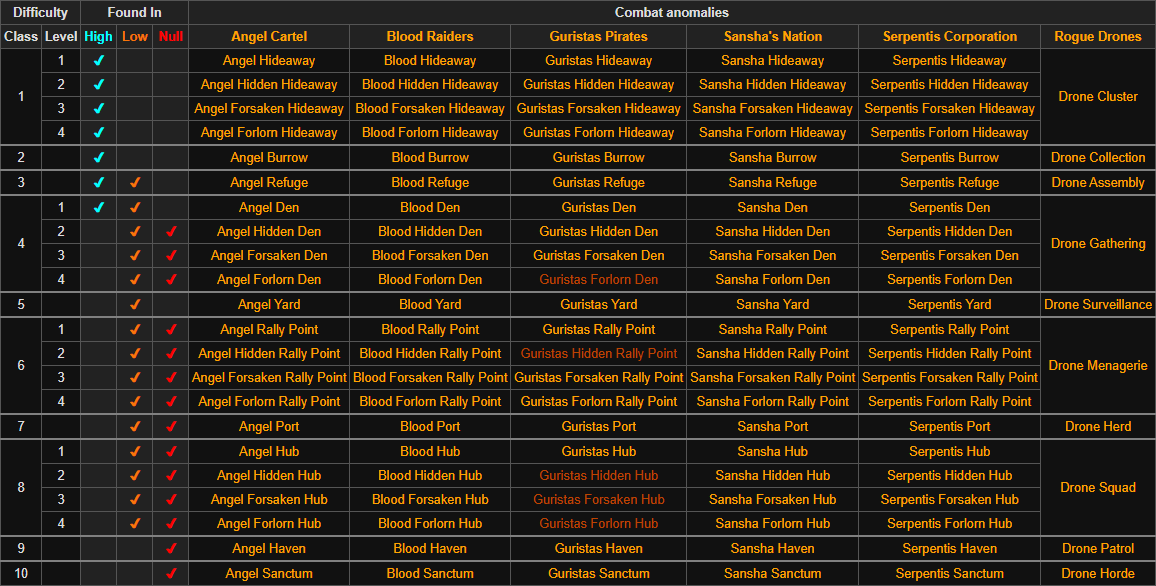 Difficulty Found In Combat anomalies
Class Level High Low Null Angel Cartel Blood Raiders Guristas Pirates Sansha's Nation Serpentis Corporation Rogue Drones
1 1 ✔ Angel Hideaway Blood Hideaway Guristas Hideaway Sansha Hideaway Serpentis Hideaway Drone Cluster
2 ✔ Angel Hidden Hideaway Blood Hidden Hideaway Guristas Hidden Hideaway Sansha Hidden Hideaway Serpentis Hidden Hideaway
3 ✔ Angel Forsaken Hideaway Blood Forsaken Hideaway Guristas Forsaken Hideaway Sansha Forsaken Hideaway Serpentis Forsaken Hideaway
4 ✔ Angel Forlorn Hideaway Blood Forlorn Hideaway Guristas Forlorn Hideaway Sansha Forlorn Hideaway Serpentis Forlorn Hideaway
2 ✔ Angel Burrow Blood Burrow Guristas Burrow Sansha Burrow Serpentis Burrow Drone Collection
3 ✔ ✔ Angel Refuge Blood Refuge Guristas Refuge Sansha Refuge Serpentis Refuge Drone Assembly
4 1 ✔ ✔ Angel Den Blood Den Guristas Den Sansha Den Serpentis Den Drone Gathering
2 ✔ ✔ Angel Hidden Den Blood Hidden Den Guristas Hidden Den Sansha Hidden Den Serpentis Hidden Den
3 ✔ ✔ Angel Forsaken Den Blood Forsaken Den Guristas Forsaken Den Sansha Forsaken Den Serpentis Forsaken Den
4 ✔ ✔ Angel Forlorn Den Blood Forlorn Den Guristas Forlorn Den Sansha Forlorn Den Serpentis Forlorn Den
5 ✔ Angel Yard Blood Yard Guristas Yard Sansha Yard Serpentis Yard Drone Surveillance
6 1 ✔ ✔ Angel Rally Point Blood Rally Point Guristas Rally Point Sansha Rally Point Serpentis Rally Point Drone Menagerie
2 ✔ ✔ Angel Hidden Rally Point Blood Hidden Rally Point Guristas Hidden Rally Point Sansha Hidden Rally Point Serpentis Hidden Rally Point
3 ✔ ✔ Angel Forsaken Rally Point Blood Forsaken Rally Point Guristas Forsaken Rally Point Sansha Forsaken Rally Point Serpentis Forsaken Rally Point
4 ✔ ✔ Angel Forlorn Rally Point Blood Forlorn Rally Point Guristas Forlorn Rally Point Sansha Forlorn Rally Point Serpentis Forlorn Rally Point
7 ✔ ✔ Angel Port Blood Port Guristas Port Sansha Port Serpentis Port Drone Herd
8 1 ✔ ✔ Angel Hub Blood Hub Guristas Hub Sansha Hub Serpentis Hub Drone Squad
2 ✔ ✔ Angel Hidden Hub Blood Hidden Hub Guristas Hidden Hub Sansha Hidden Hub Serpentis Hidden Hub
3 ✔ ✔ Angel Forsaken Hub Blood Forsaken Hub Guristas Forsaken Hub Sansha Forsaken Hub Serpentis Forsaken Hub
4 ✔ ✔ Angel Forlorn Hub Blood Forlorn Hub Guristas Forlorn Hub Sansha Forlorn Hub Serpentis Forlorn Hub
9 ✔ Angel Haven Blood Haven Guristas Haven Sansha Haven Serpentis Haven Drone Patrol
10 ✔ Angel Sanctum Blood Sanctum Guristas Sanctum Sansha Sanctum Serpentis Sanctum Drone Horde